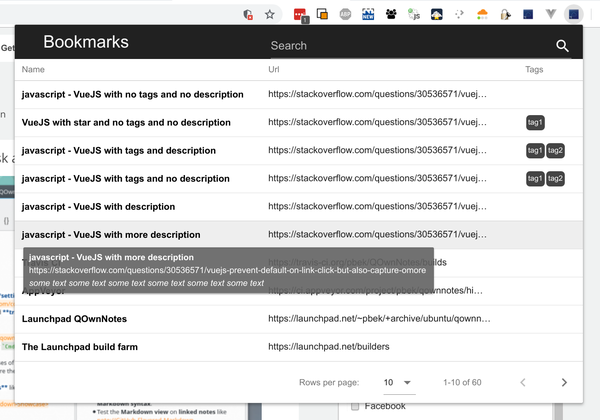 Bookmarks
Search
Name Url Tags
javascript - VueJS with no tags and no description https://stackoverflow.com/questions/30536571/vuej…
VueJS with star and no tags and no description https://stackoverflow.com/questions/30536571/vuej… tag1
javascript - VueJS with tags and description https://stackoverflow.com/questions/30536571/vuej… tag1 tag2
javascript - VueJS with tags and no description https://stackoverflow.com/questions/30536571/vuej… tag1 tag2
javascript - VueJS with description https://stackoverflow.com/questions/30536571/vuej…
javascript - VueJS with more description https://stackoverflow.com/questions/30536571/vuej…
javascript - VueJS with more description
https://stackoverflow.com/questions/30536571/vuejs-prevent-default-on-link-click-but-also-capture-omore
some text some text some text some text some text some text
Travis CI https://travis-ci.org/pbek/QOwnNotes/builds
AppVeyor https://ci.appveyor.com/project/pbek/qownnotes/hi…
Launchpad QOwnNotes https://launchpad.net/~pbek/+archive/ubuntu/qownn…
The Launchpad build farm https://launchpad.net/builders
Rows per page: 10 1-10 of 60
Test the Markdown view on linked notes like
Facebook